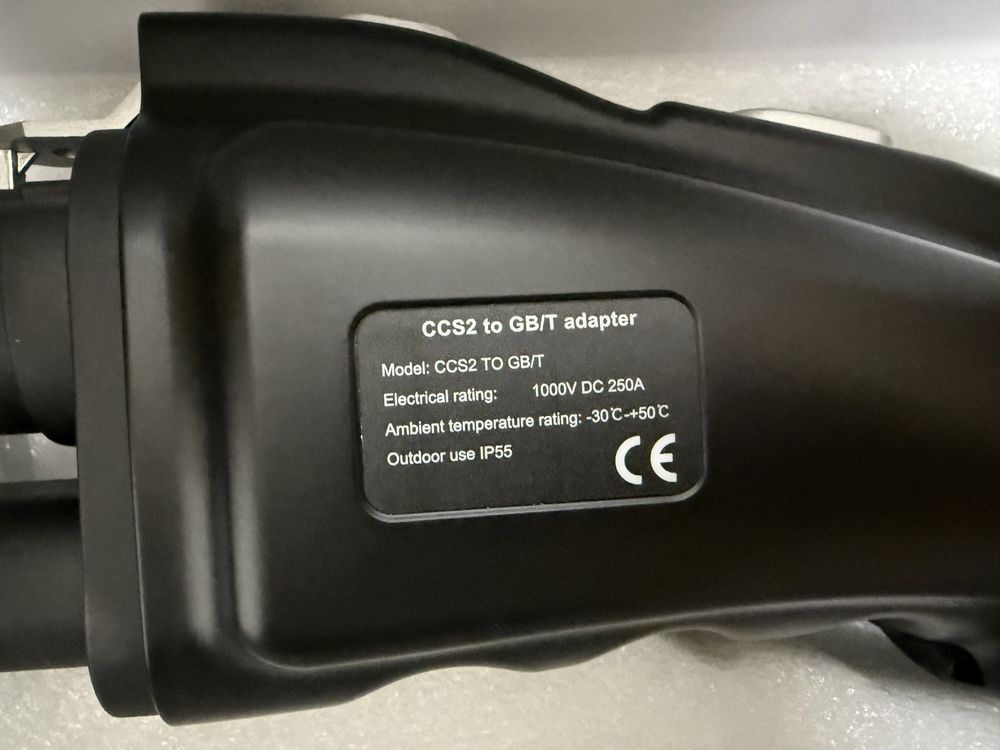 CCS2 to GB/T adapter
Model: CCS2 TO GB/T
Electrical rating: 1000V DC 250A
Ambient temperature rating: -30℃-+50℃
Outdoor use IP55
CE